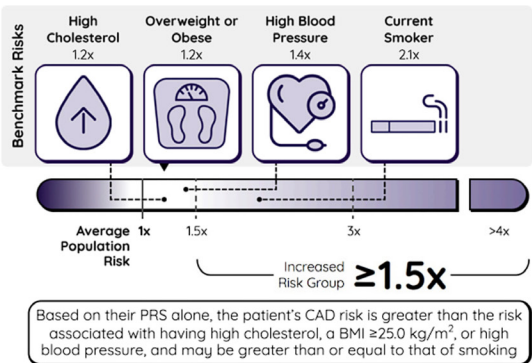 Benchmark Risks
High
Cholesterol
1.2x
Overweight or
Obese
1.2x
High Blood
Pressure
1.4x
Current
Smoker
2.1x
Average
Population
Risk
1x
1.5x
3x
>4x
Increased
Risk Group
≥1.5x
Based on their PRS alone, the patient's CAD risk is greater than the risk
associated with having high cholesterol, a BMI ≥25.0 kg/m², or high
blood pressure, and may be greater than or equal to that of smoking